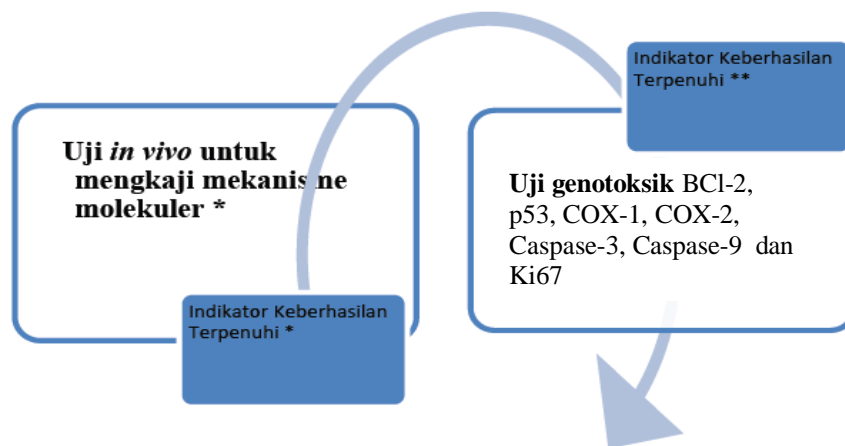 Uji in vivo untuk
mengkaji mekanisme
molekuler *
Indikator Keberhasilan
Terpenuhi *
Indikator Keberhasilan
Terpenuhi **
Uji genotoksik BCl-2,
p53, COX-1, COX-2,
Caspase-3, Caspase-9 dan
Ki67